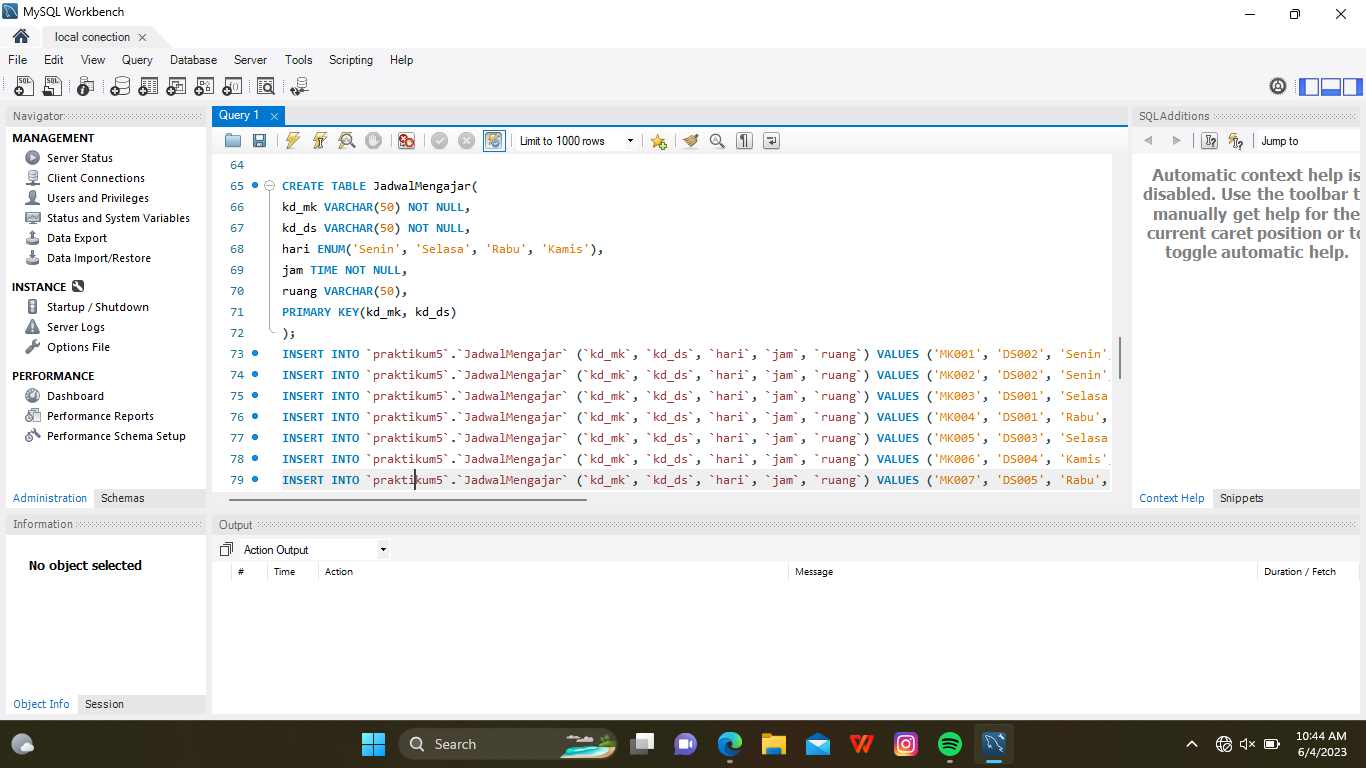 MySQL Workbench
local conection
File Edit View Query Database Server Tools Scripting Help
Navigator
MANAGEMENT
Server Status
Client Connections
Users and Privileges
Status and System Variables
Data Export
Data Import/Restore
INSTANCE
Startup / Shutdown
Server Logs
Options File
PERFORMANCE
Dashboard
Performance Reports
Performance Schema Setup
Administration Schemas
Information
No object selected
Object Info Session
Query 1
Limit to 1000 rows
64
65 CREATE TABLE JadwalMengajar(
66 kd_mk VARCHAR(50) NOT NULL,
67 kd_ds VARCHAR(50) NOT NULL,
68 hari ENUM('Senin', 'Selasa', 'Rabu', 'Kamis'),
69 jam TIME NOT NULL,
70 ruang VARCHAR(50),
71 PRIMARY KEY(kd_mk, kd_ds)
72 );
73 INSERT INTO `praktikum5`.`JadwalMengajar` (`kd_mk`, `kd_ds`, `hari`, `jam`, `ruang`) VALUES ('MK001', 'DS002', 'Senin'
74 INSERT INTO `praktikum5`.`JadwalMengajar` (`kd_mk`, `kd_ds`, `hari`, `jam`, `ruang`) VALUES ('MK002', 'DS002', 'Senin'
75 INSERT INTO `praktikum5`.`JadwalMengajar` (`kd_mk`, `kd_ds`, `hari`, `jam`, `ruang`) VALUES ('MK003', 'DS001', 'Selasa
76 INSERT INTO `praktikum5`.`JadwalMengajar` (`kd_mk`, `kd_ds`, `hari`, `jam`, `ruang`) VALUES ('MK004', 'DS001', 'Rabu',
77 INSERT INTO `praktikum5`.`JadwalMengajar` (`kd_mk`, `kd_ds`, `hari`, `jam`, `ruang`) VALUES ('MK005', 'DS003', 'Selasa
78 INSERT INTO `praktikum5`.`JadwalMengajar` (`kd_mk`, `kd_ds`, `hari`, `jam`, `ruang`) VALUES ('MK006', 'DS004', 'Kamis'
79 INSERT INTO `praktikum5`.`JadwalMengajar` (`kd_mk`, `kd_ds`, `hari`, `jam`, `ruang`) VALUES ('MK007', 'DS005', 'Rabu',
SQLAdditions
Jump to
Automatic context help is
disabled. Use the toolbar t
manually get help for the
current caret position or to
toggle automatic help.
Context Help Snippets
Output
Action Output
# Time Action Message Duration / Fetch
Search
10:44 AM
6/4/2023